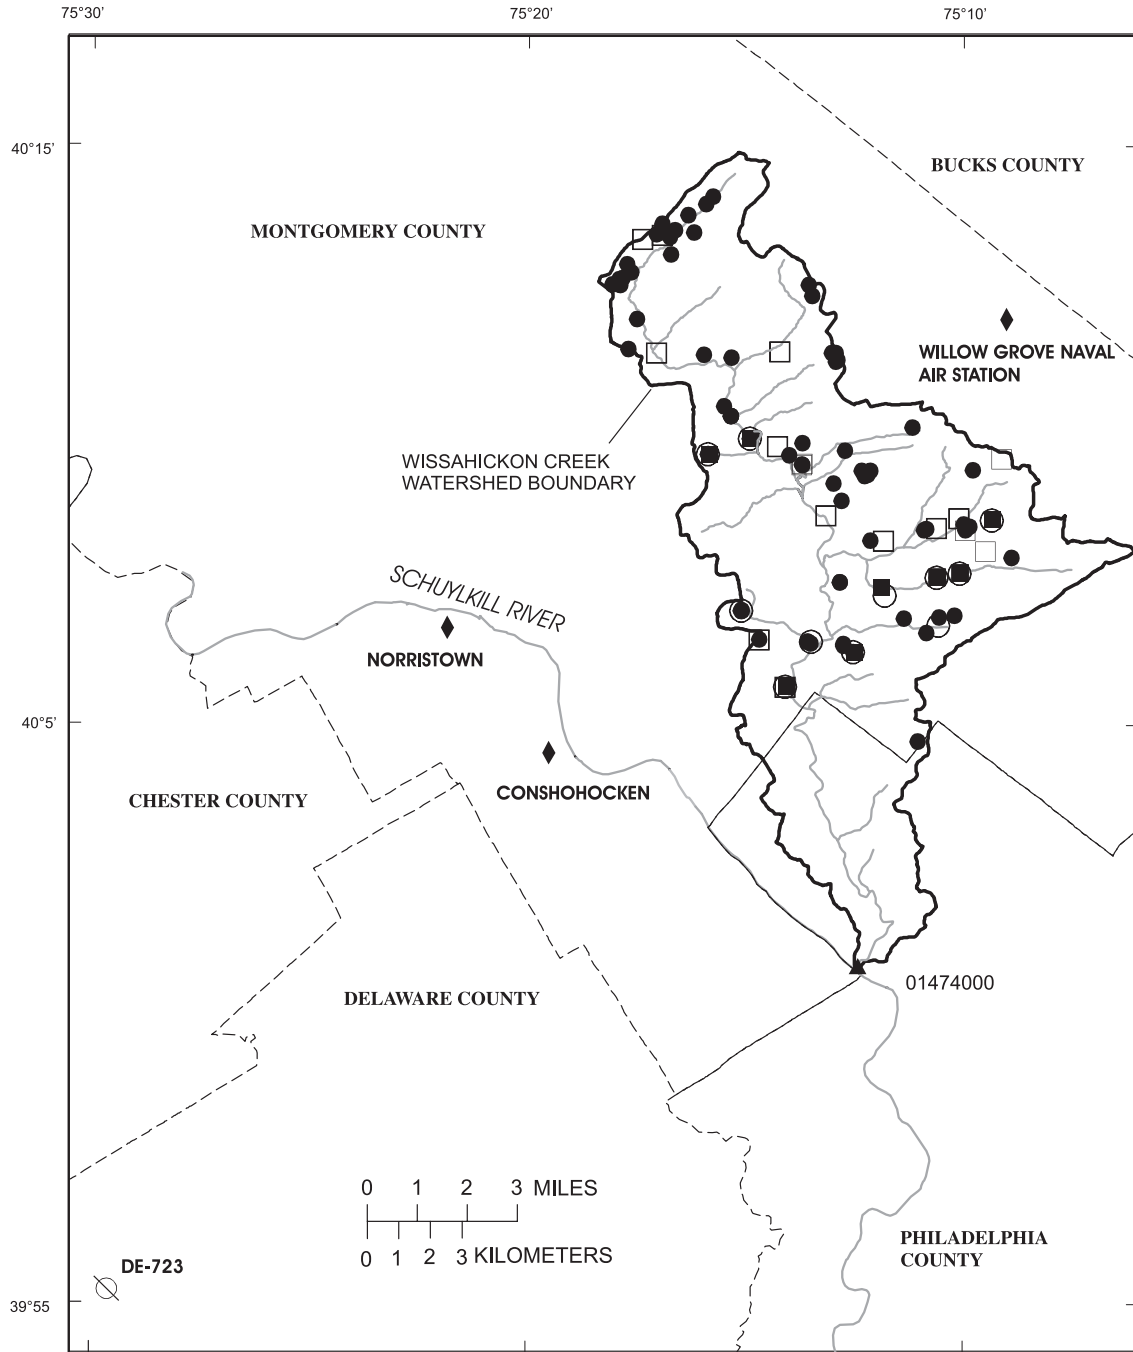 75°30' 75°20' 75°10'
40°15'
BUCKS COUNTY
MONTGOMERY COUNTY
WILLOW GROVE NAVAL
AIR STATION
WISSAHICKON CREEK
WATERSHED BOUNDARY
SCHUYLKILL RIVER
NORRISTOWN
40°5'
CONSHOHOCKEN
CHESTER COUNTY
01474000
DELAWARE COUNTY
0 1 2 3 MILES
0 1 2 3 KILOMETERS
PHILADELPHIA
COUNTY
DE-723
39°55